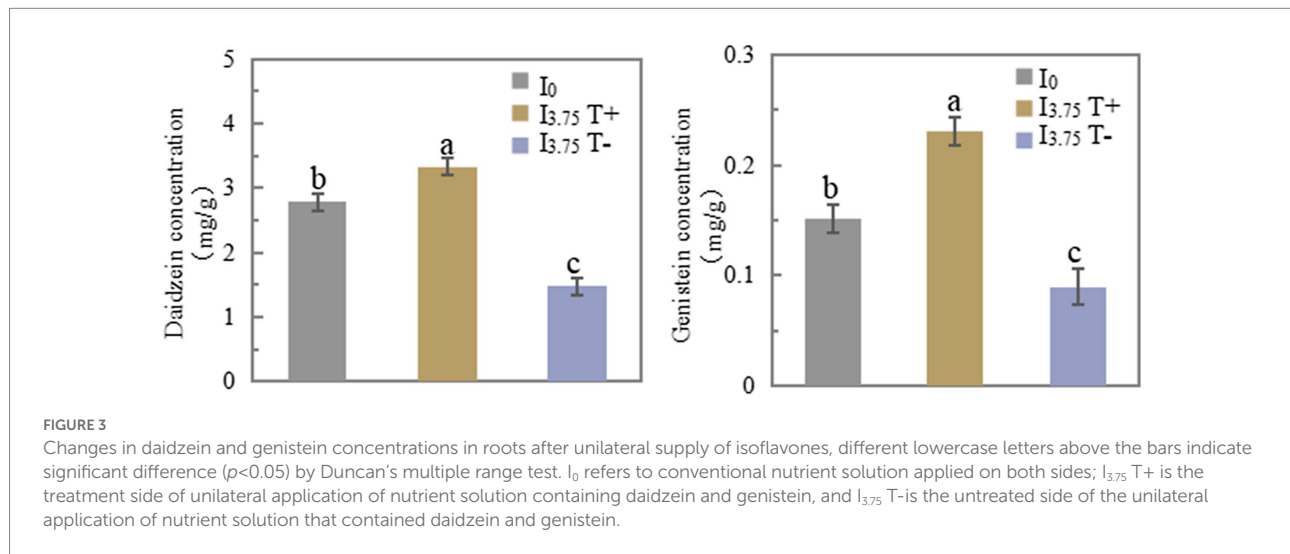 Daidzein concentration
(mg/g)
5
4
3
2
1
0
I0
I3.75 T+
I3.75 T-
b
a
c
Genistein concentration
(mg/g)
0.3
0.2
0.1
0
I0
I3.75 T+
I3.75 T-
b
a
c
FIGURE 3
Changes in daidzein and genistein concentrations in roots after unilateral supply of isoflavones, different lowercase letters above the bars indicate
significant difference (p<0.05) by Duncan's multiple range test. I0 refers to conventional nutrient solution applied on both sides; I3.75 T+ is the
treatment side of unilateral application of nutrient solution containing daidzein and genistein, and I3.75 T-is the untreated side of the unilateral
application of nutrient solution that contained daidzein and genistein.